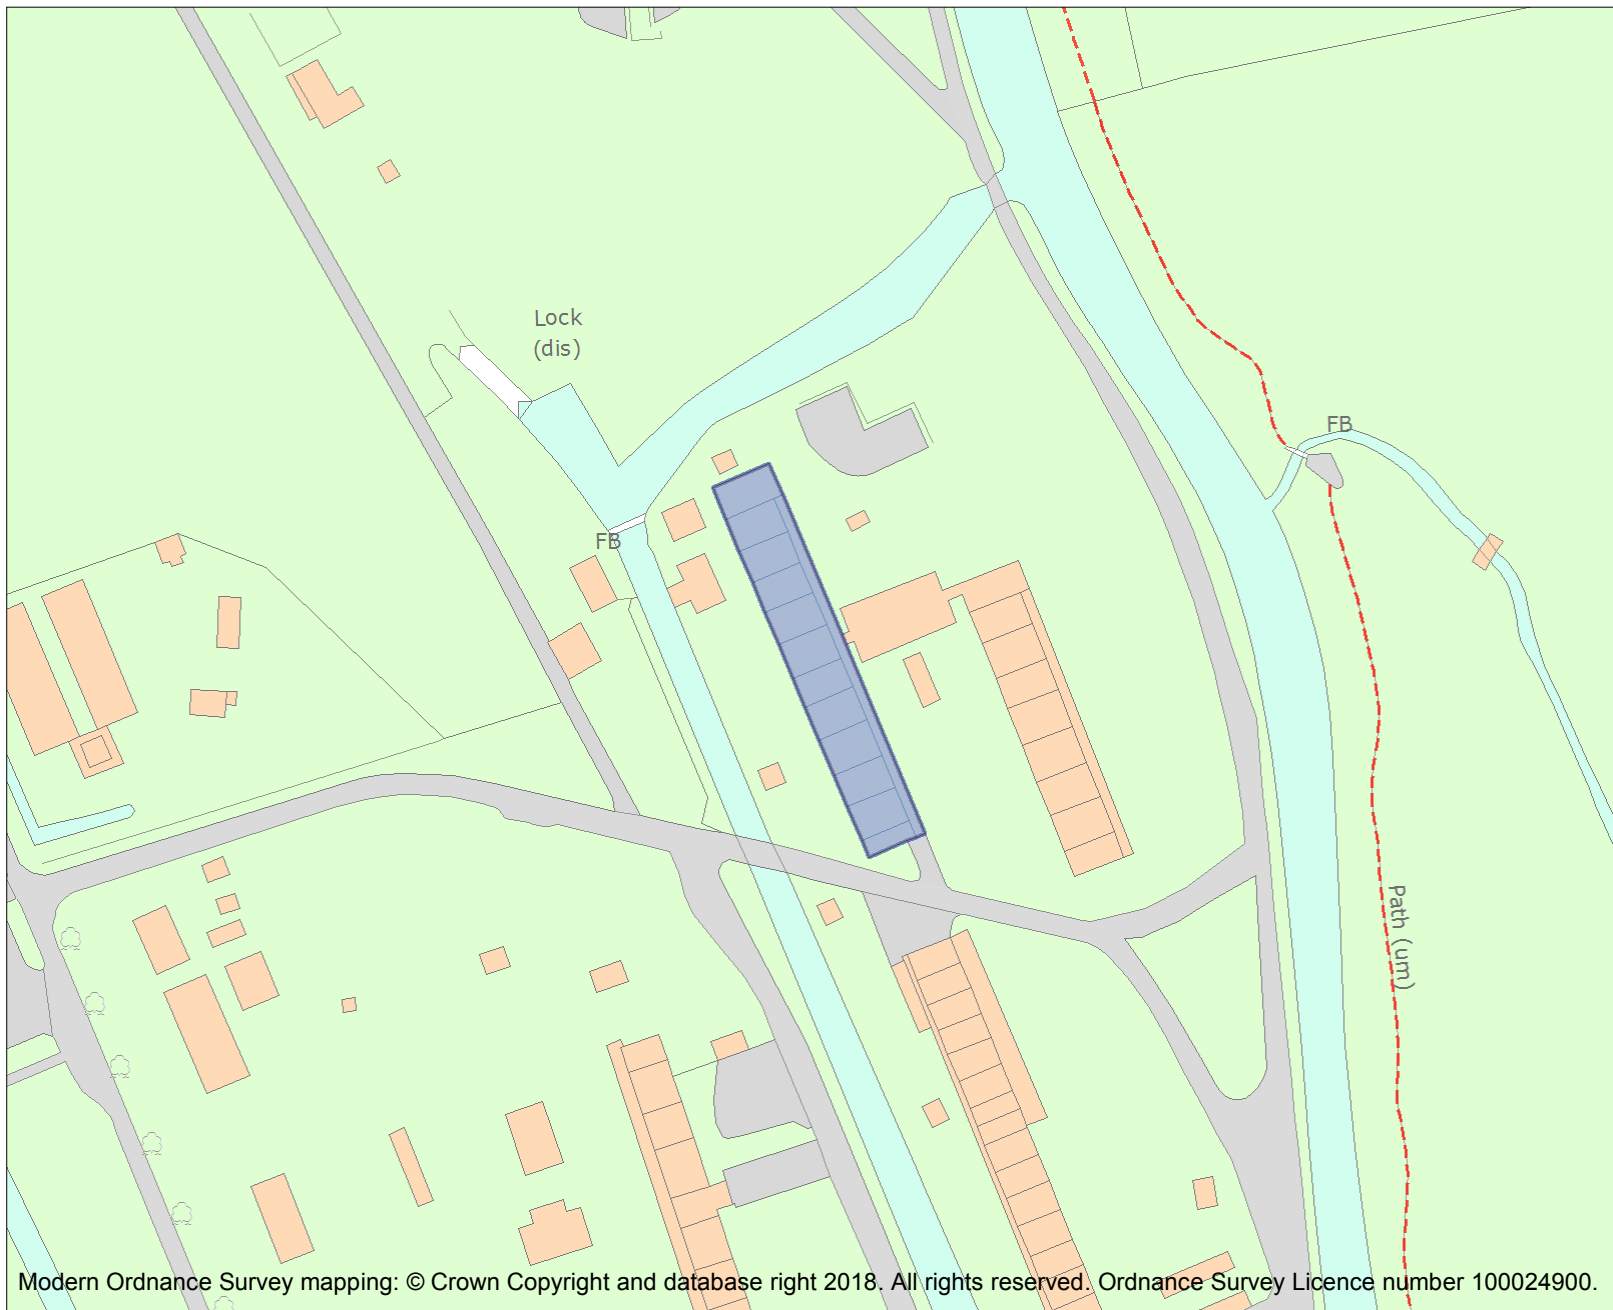 Lock
(dis)
FB
FB
Path (um)
Modern Ordnance Survey mapping: © Crown Copyright and database right 2018. All rights reserved. Ordnance Survey Licence number 100024900.